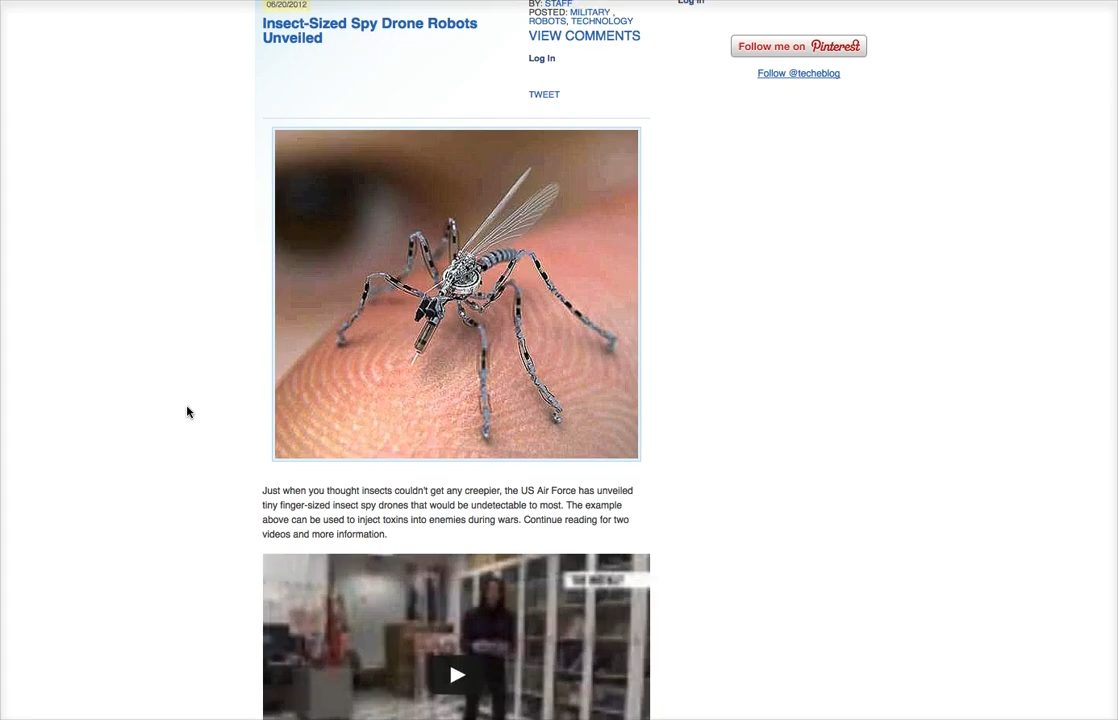 06/20/2012
Insect-Sized Spy Drone Robots
Unveiled
BY: STAFF
POSTED: MILITARY ,
ROBOTS, TECHNOLOGY
VIEW COMMENTS
Log In
TWEET
Log In
Follow me on Pinterest
Follow @techeblog
Just when you thought insects couldn't get any creepier, the US Air Force has unveiled
tiny finger-sized insect spy drones that would be undetectable to most. The example
above can be used to inject toxins into enemies during wars. Continue reading for two
videos and more information.